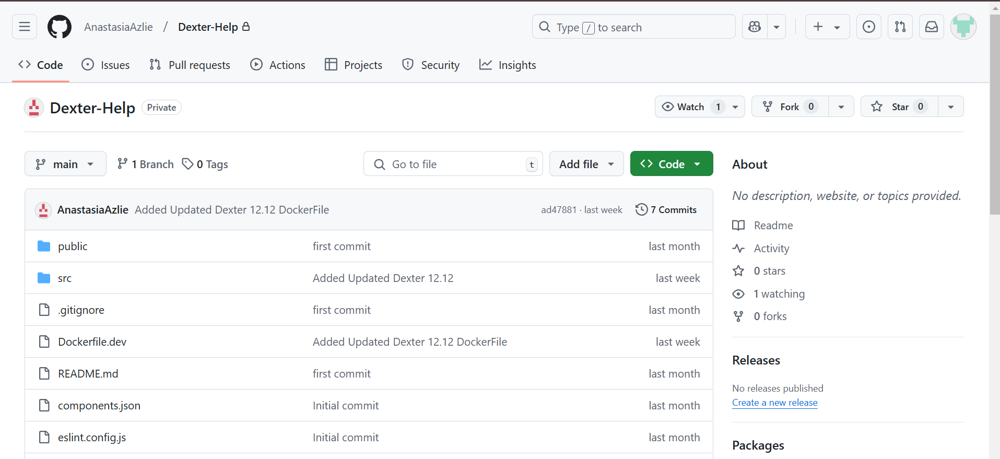 AnastasiaAzlie / Dexter-Help
Type / to search
Code Issues Pull requests Actions Projects Security Insights
Dexter-Help Private
Watch 1 Fork 0 Star 0
main 1 Branch 0 Tags
Go to file t
Add file
Code
AnastasiaAzlie Added Updated Dexter 12.12 DockerFile ad47881 · last week 7 Commits
public first commit last month
src Added Updated Dexter 12.12 last week
.gitignore first commit last month
Dockerfile.dev Added Updated Dexter 12.12 DockerFile last week
README.md first commit last month
components.json Initial commit last month
eslint.config.js Initial commit last month
About
No description, website, or topics provided.
Readme
Activity
0 stars
1 watching
0 forks
Releases
No releases published
Create a new release
Packages